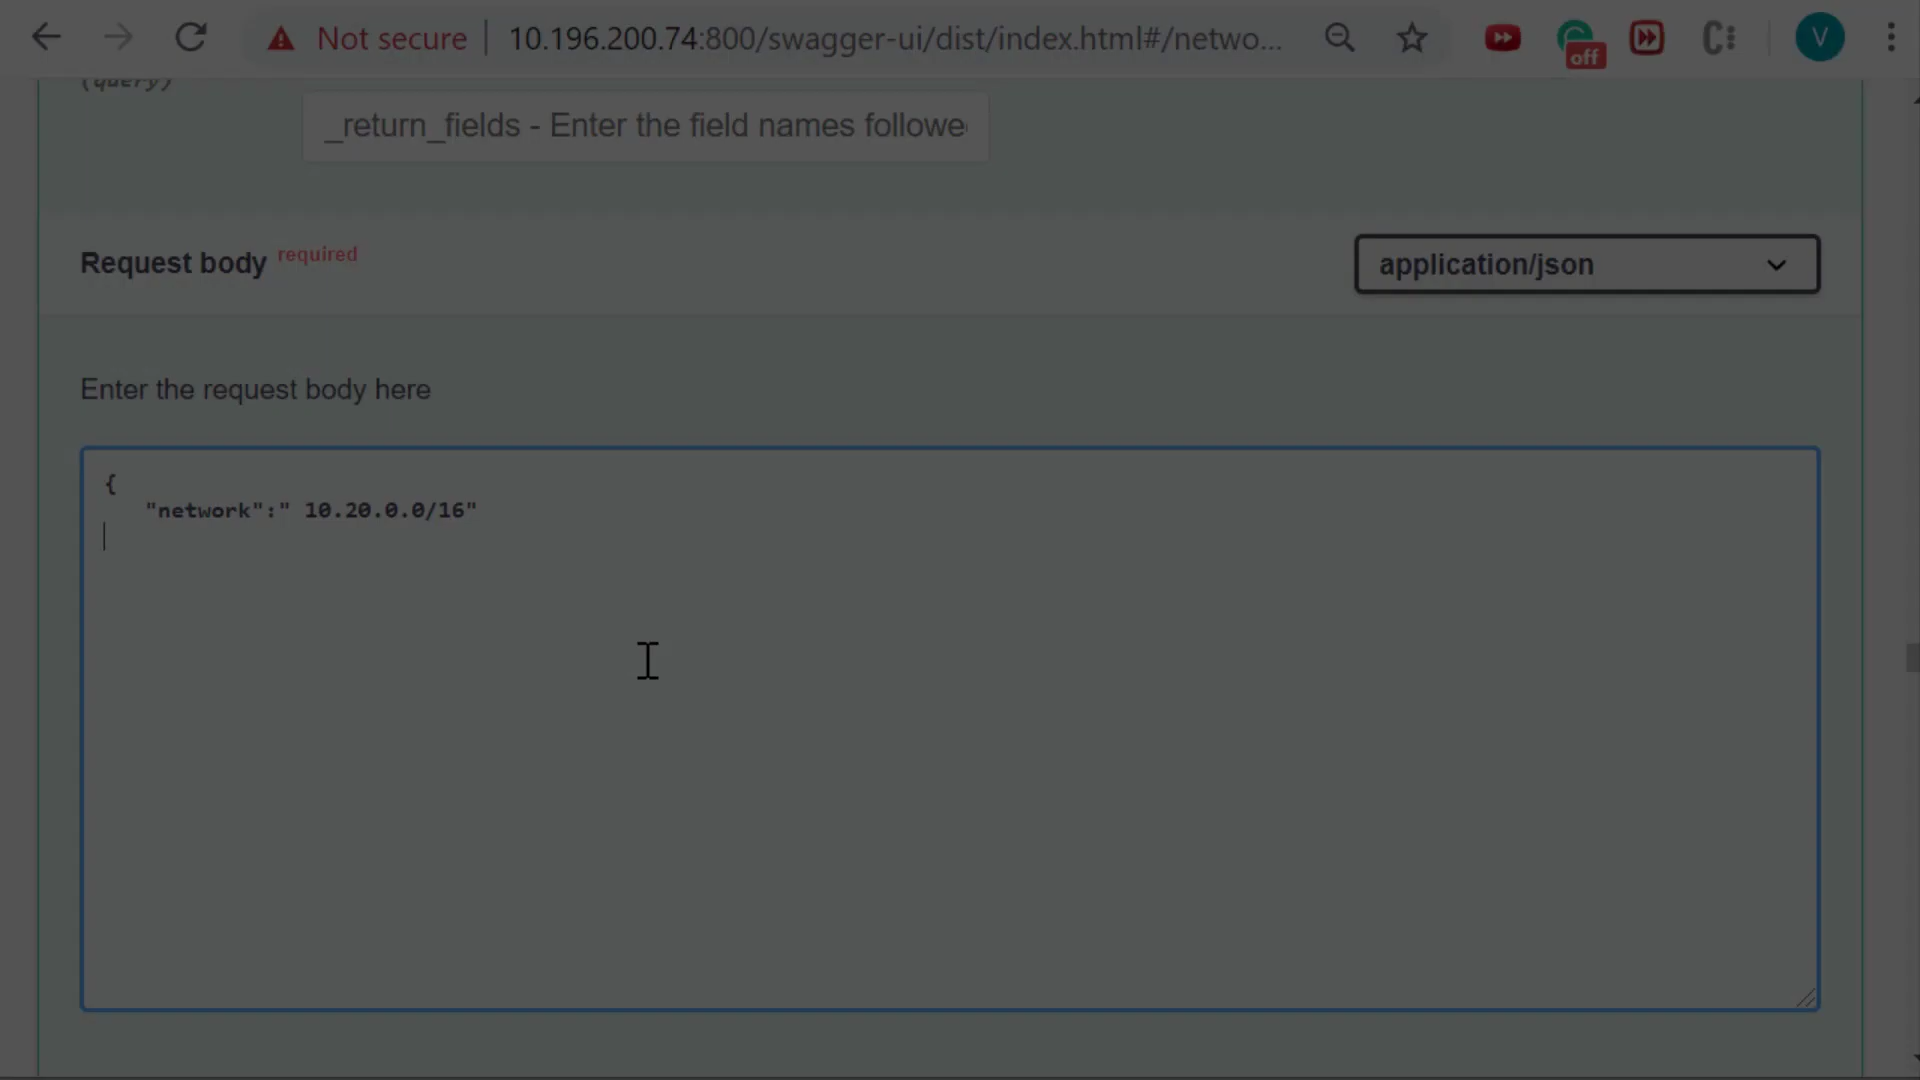 Not secure | 10.196.200.74:800/swagger-ui/dist/index.html#/netwo...
off
V
(query)
_return_fields - Enter the field names followe
Request body required
application/json
Enter the request body here
{
"network":" 10.20.0.0/16"